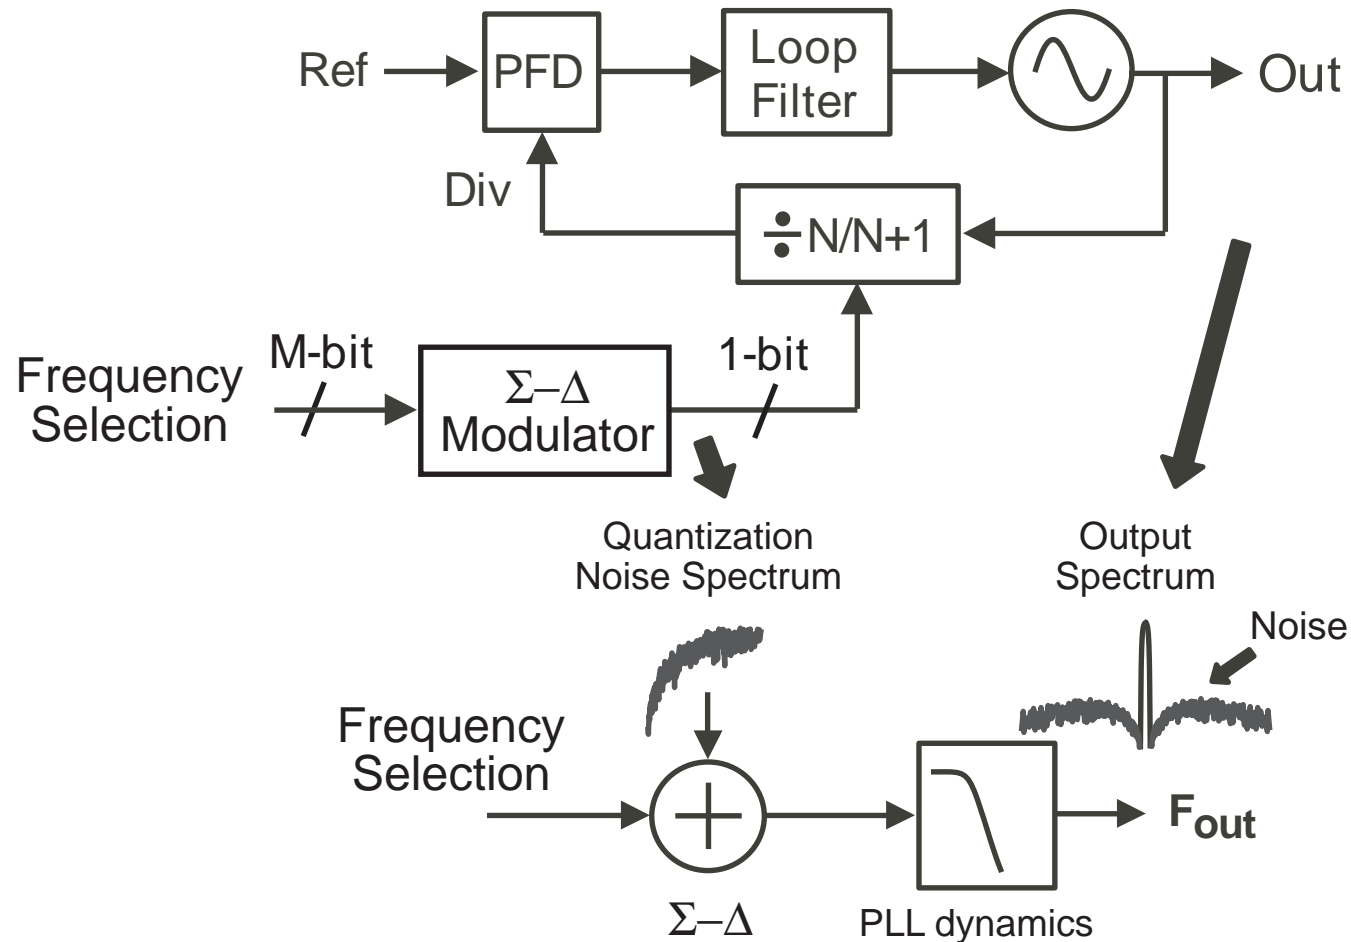 Ref
PFD
Loop
Filter
Out
Div
÷ N/N+1
Frequency
Selection
M-bit
Σ–Δ
Modulator
1-bit
Quantization
Noise Spectrum
Output
Spectrum
Noise
Frequency
Selection
Σ–Δ
PLL dynamics
Fout